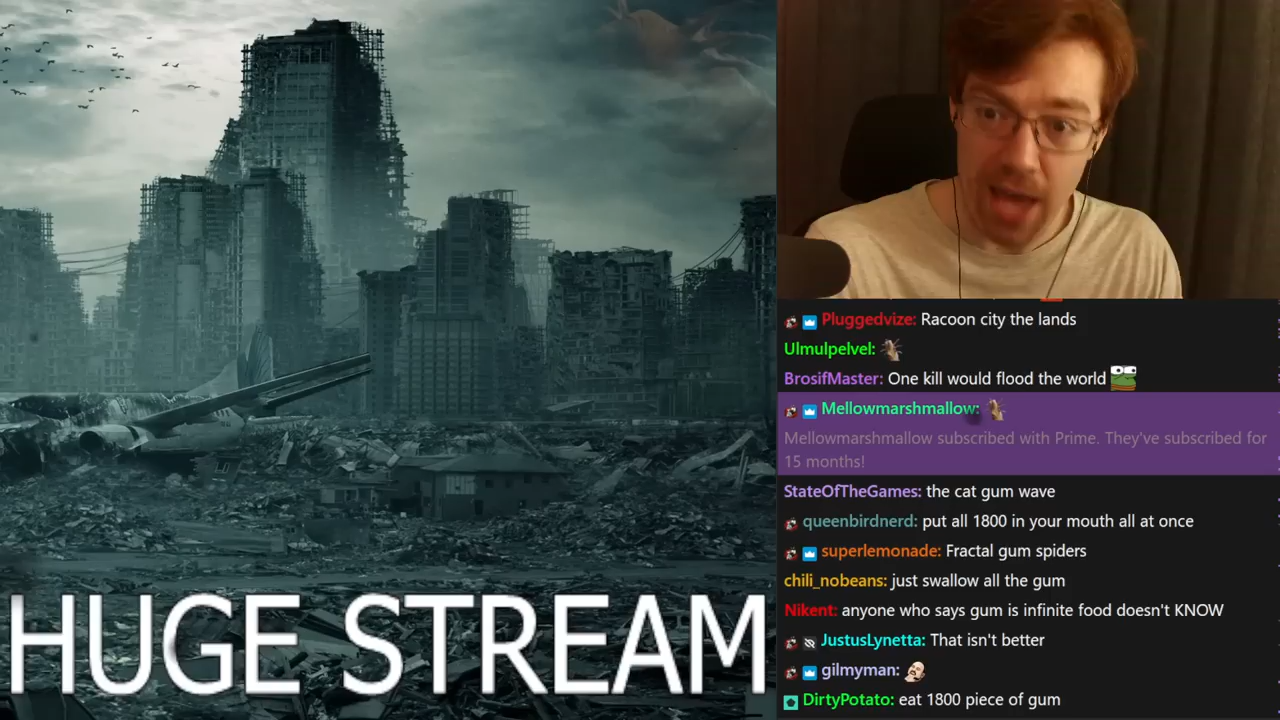 HUGE STREAM
Pluggedvize: Racoon city the lands
Ulmulpelvel:
BrosifMaster: One kill would flood the world
Mellowmarshmallow:
Mellowmarshmallow subscribed with Prime. They've subscribed for
15 months!
StateOfTheGames: the cat gum wave
queenbirdnerd: put all 1800 in your mouth all at once
superlemonade: Fractal gum spiders
chili_nobeans: just swallow all the gum
Nikent: anyone who says gum is infinite food doesn't KNOW
JustusLynetta: That isn't better
gilmyman:
DirtyPotato: eat 1800 piece of gum